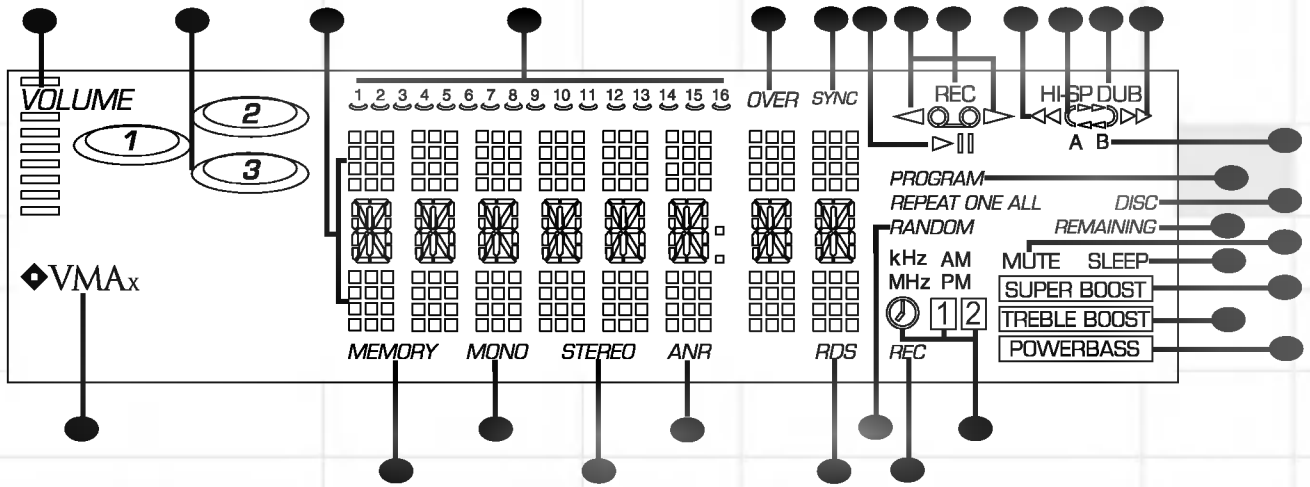 1 2 3 4 5 6 7 8 9 10 11 12 13 14 15 16 OVER SYNC REC HI-SP DUB
VOLUME
2
1
3
A B
PROGRAM
REPEAT ONE ALL DISC
RANDOM REMAINING
kHz AM MUTE SLEEP
MHz PM SUPER BOOST
VMAx
1 2 TREBLE BOOST
MEMORY MONO STEREO ANR RDS REC POWERBASS